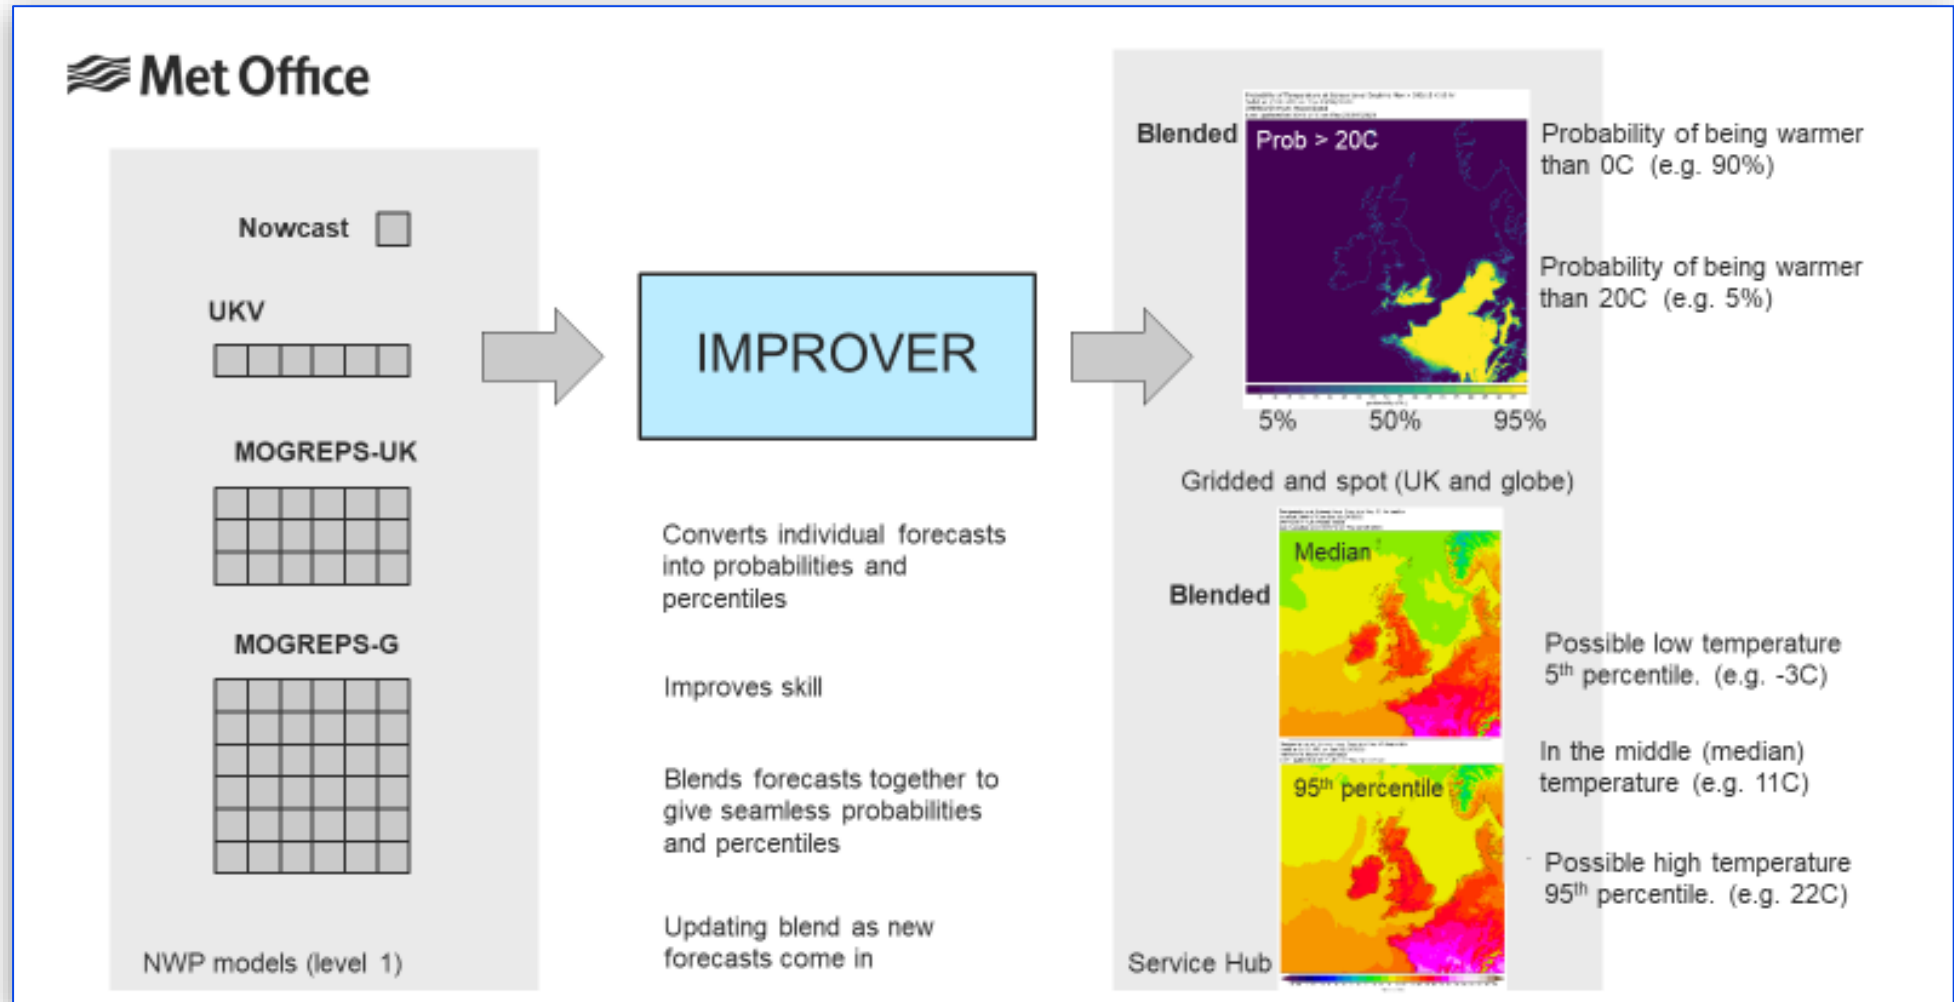 Met Office
Nowcast
UKV
MOGREPS-UK
MOGREPS-G
NWP models (level 1)
IMPROVER
Converts individual forecasts
into probabilities and
percentiles
Improves skill
Blends forecasts together to
give seamless probabilities
and percentiles
Updating blend as new
forecasts come in
Blended
Prob > 20C
5% 50% 95%
Probability of being warmer
than 0C (e.g. 90%)
Probability of being warmer
than 20C (e.g. 5%)
Gridded and spot (UK and globe)
Blended
Median
95th percentile
Service Hub
Possible low temperature
5th percentile. (e.g. -3C)
In the middle (median)
temperature (e.g. 11C)
Possible high temperature
95th percentile. (e.g. 22C)